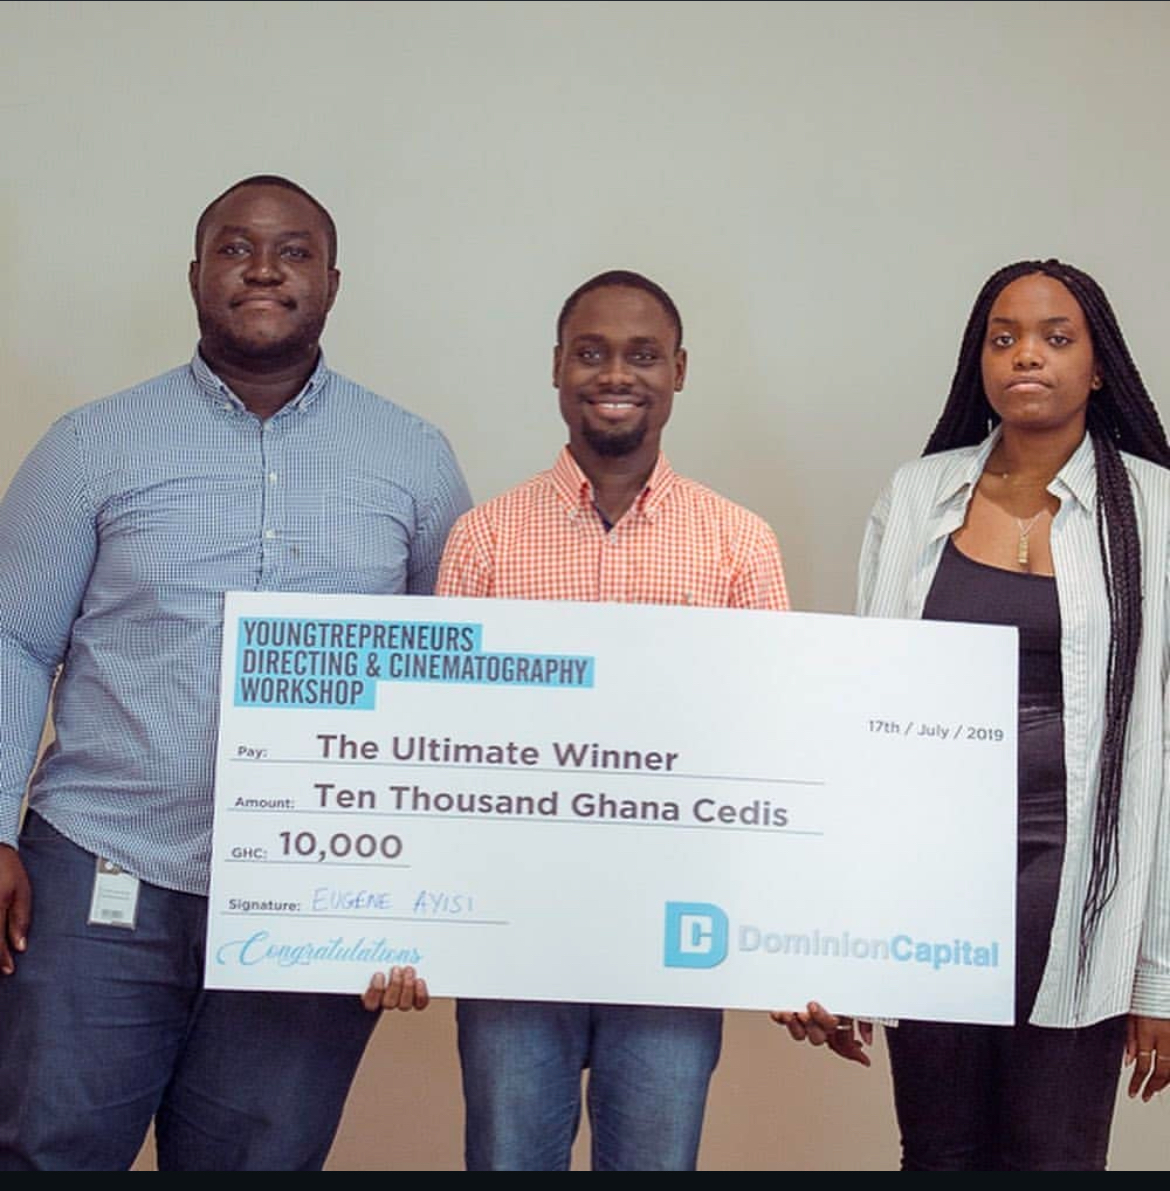 YOUNGTREPRENEURS
DIRECTING & CINEMATOGRAPHY
WORKSHOP
17th / July / 2019
Pay: The Ultimate Winner
Amount: Ten Thousand Ghana Cedis
GHC: 10,000
Signature: EUGENE AYISI
Congratulations
DominionCapital